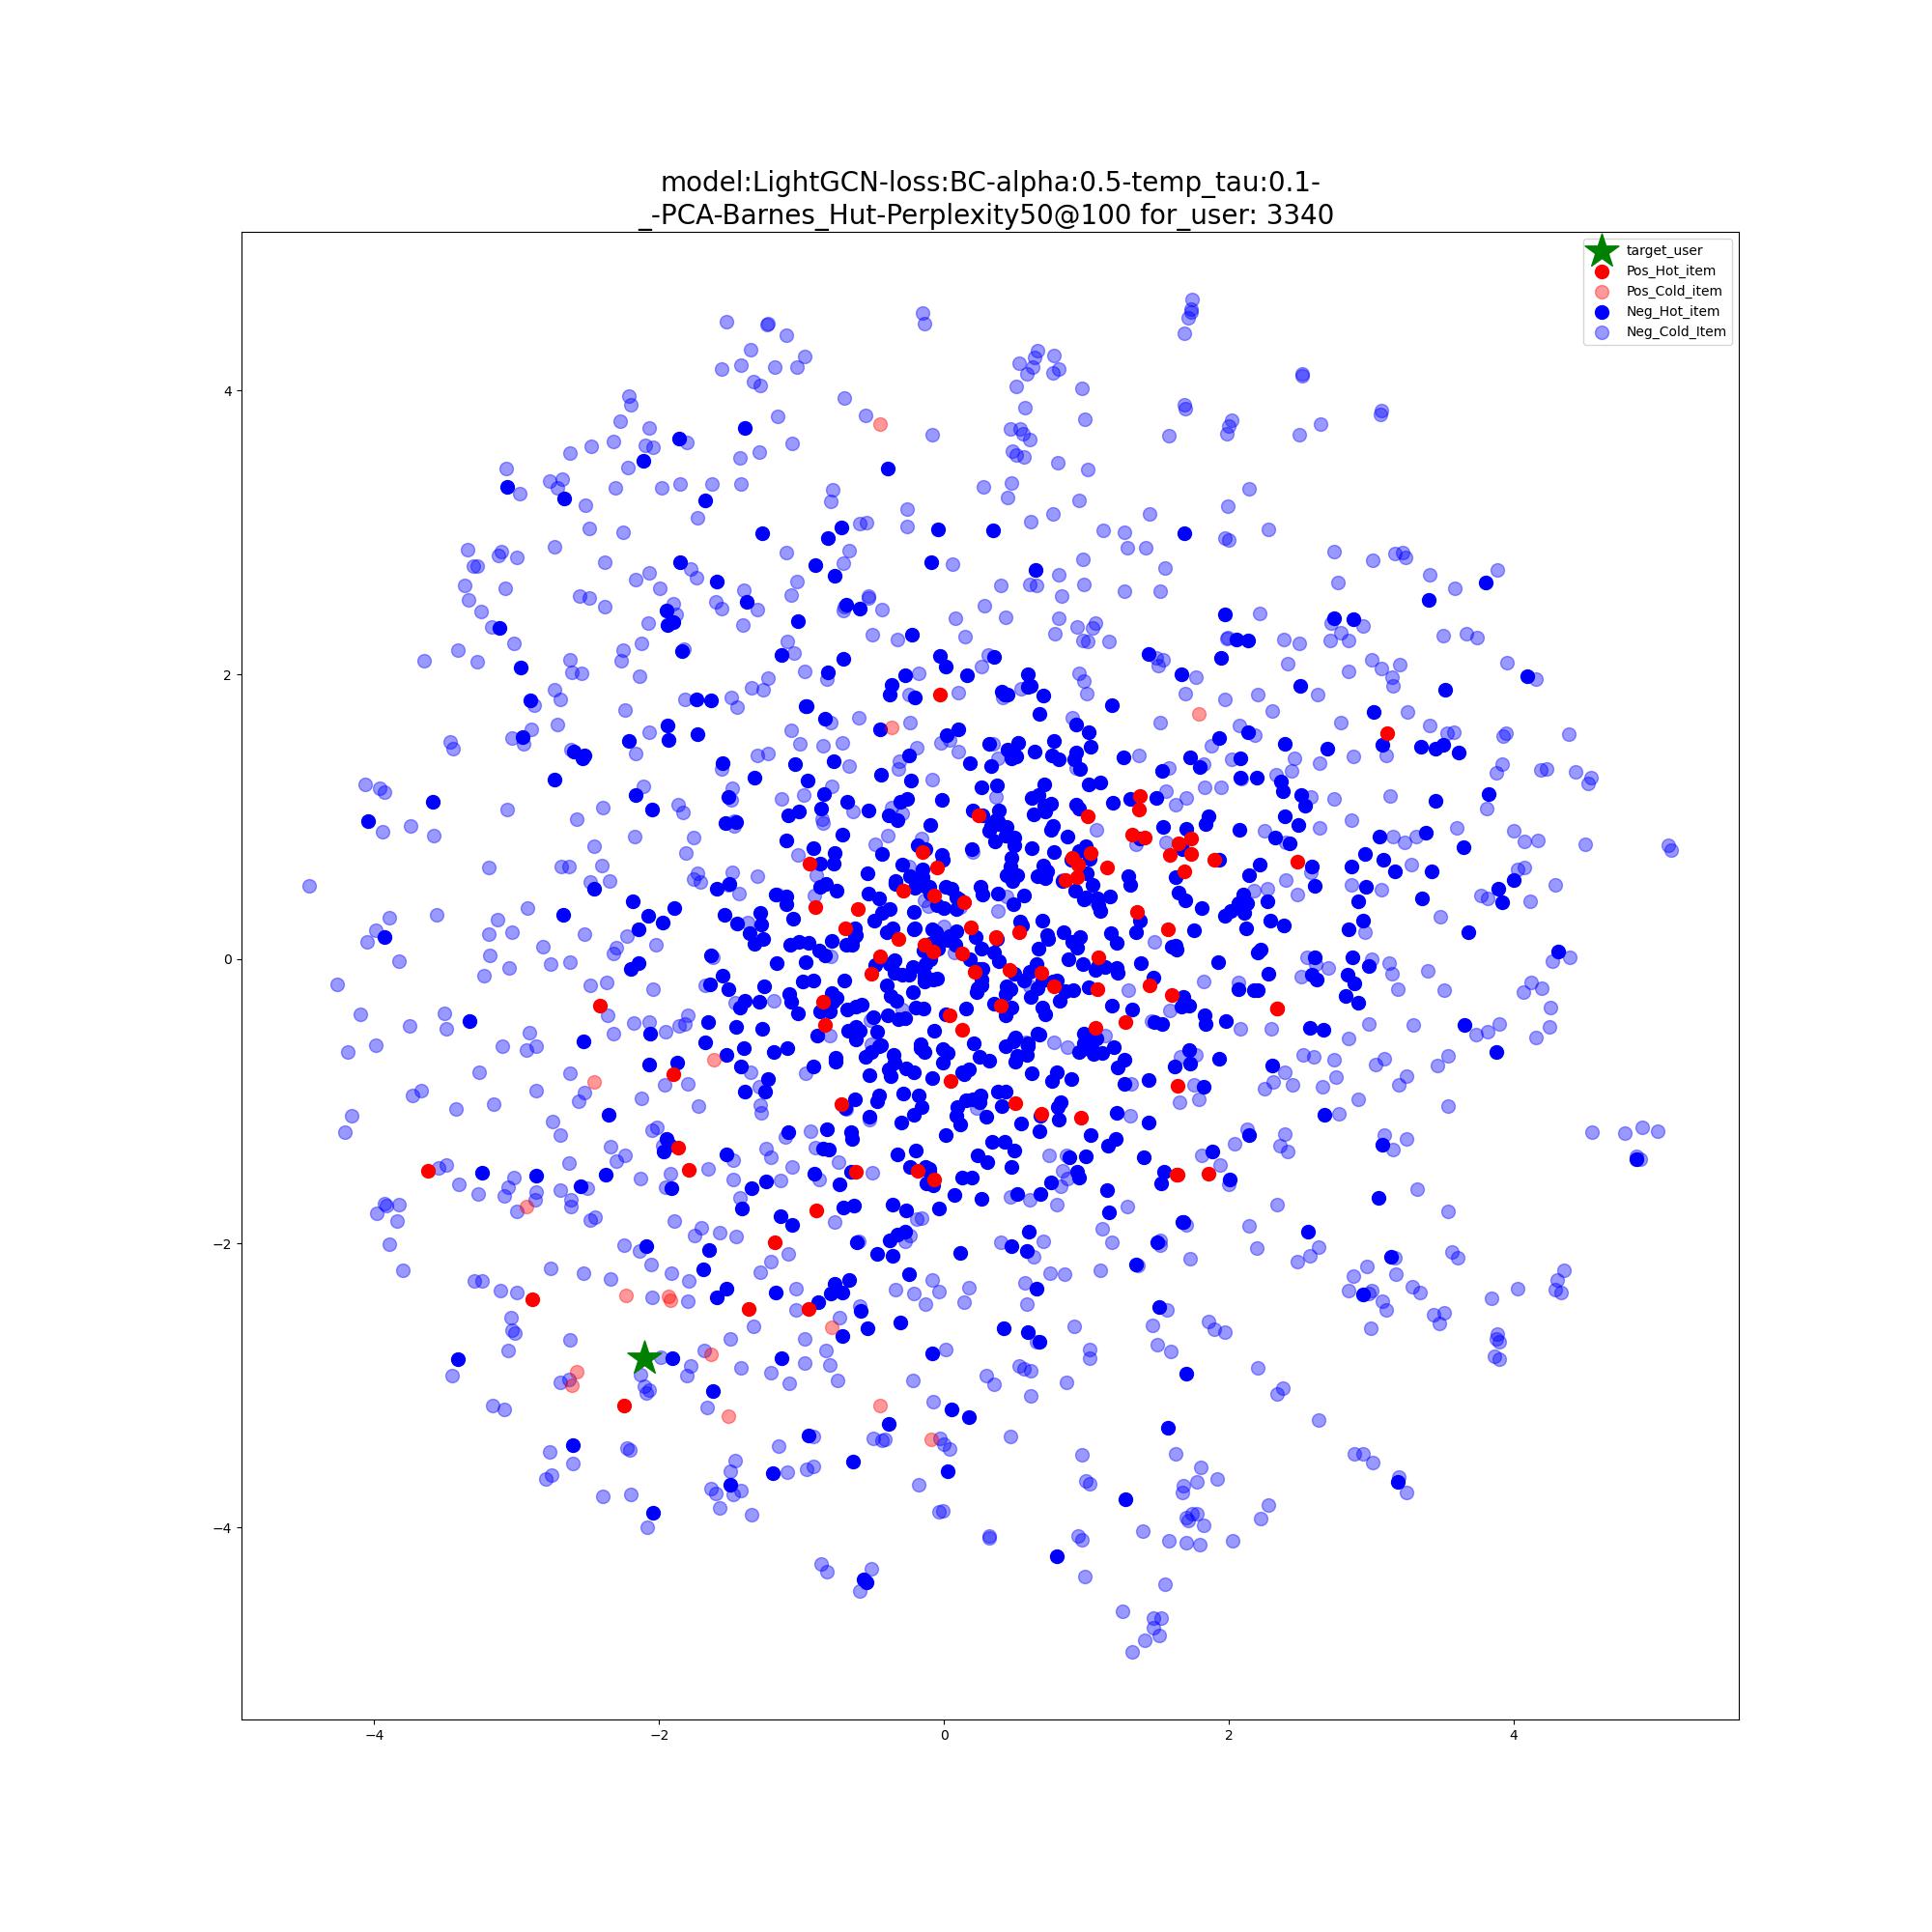 model:LightGCN-loss:BC-alpha:0.5-temp_tau:0.1-
_-PCA-Barnes_Hut-Perplexity50@100 for_user: 3340
target_user
Pos_Hot_item
Pos_Cold_item
Neg_Hot_item
Neg_Cold_Item
4
2
0
−2
−4
−4
−2
0
2
4